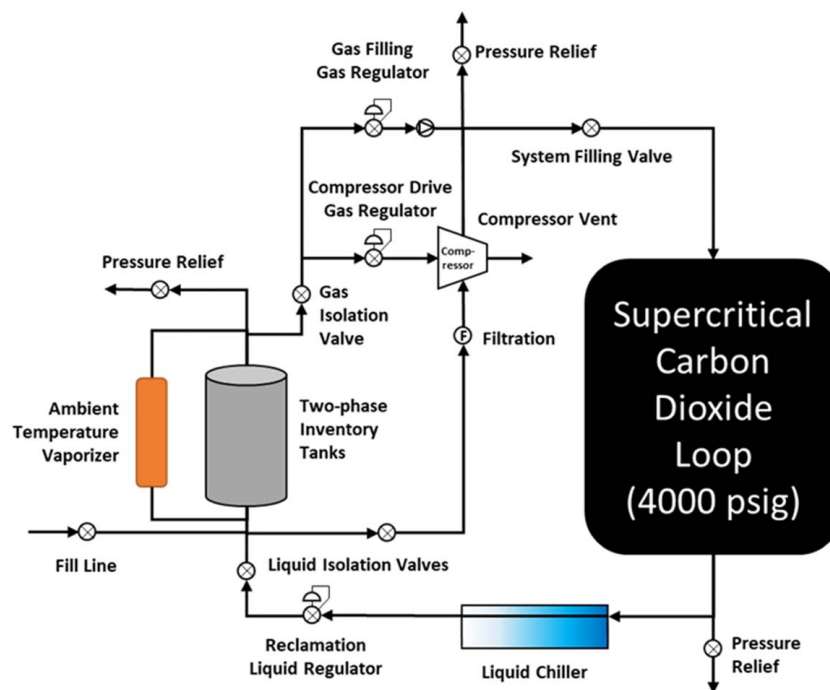 Gas Filling
Gas Regulator
Pressure Relief
System Filling Valve
Compressor Drive
Gas Regulator
Compressor Vent
Comp-
ressor
Pressure Relief
Gas
Isolation
Valve
F
Filtration
Supercritical
Carbon
Dioxide
Loop
(4000 psig)
Ambient
Temperature
Vaporizer
Two-phase
Inventory
Tanks
Fill Line
Liquid Isolation Valves
Reclamation
Liquid Regulator
Liquid Chiller
Pressure
Relief